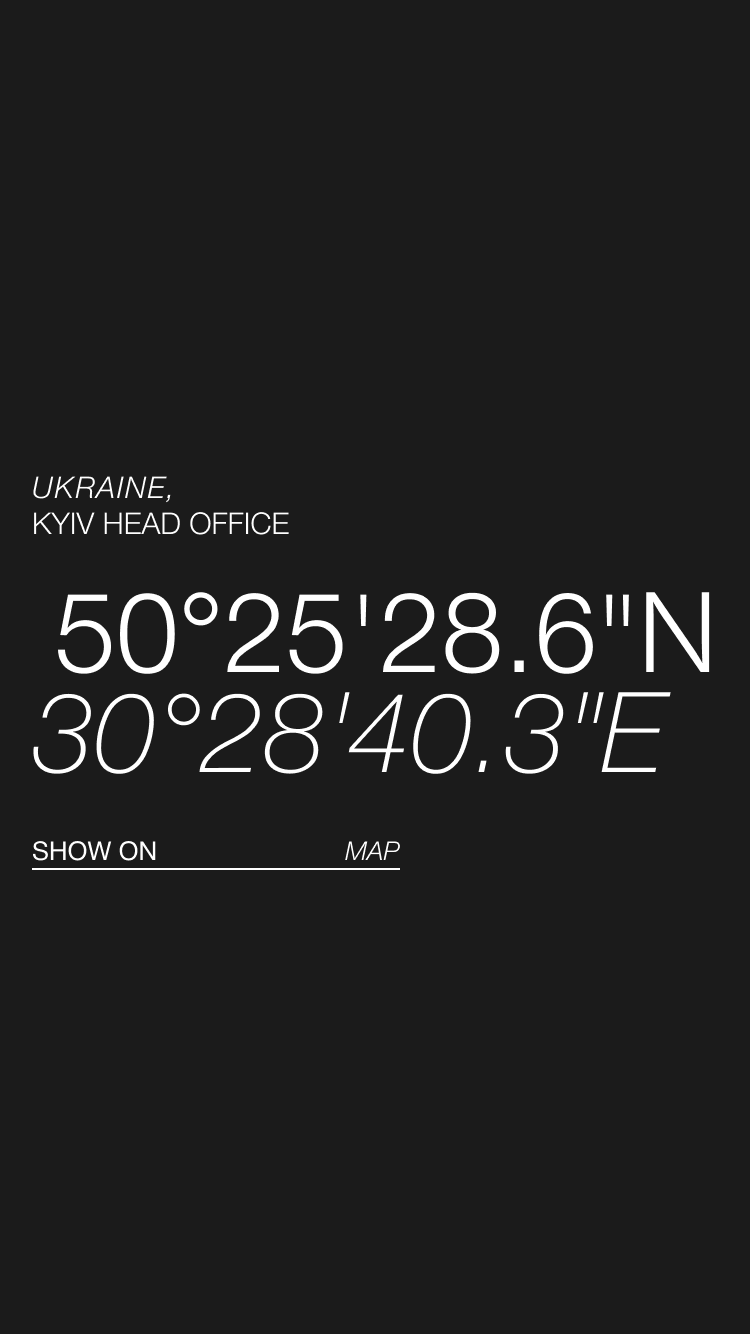 UKRAINE,
KYIV HEAD OFFICE
50°25'28.6"N
30°28'40.3"E
SHOW ON MAP